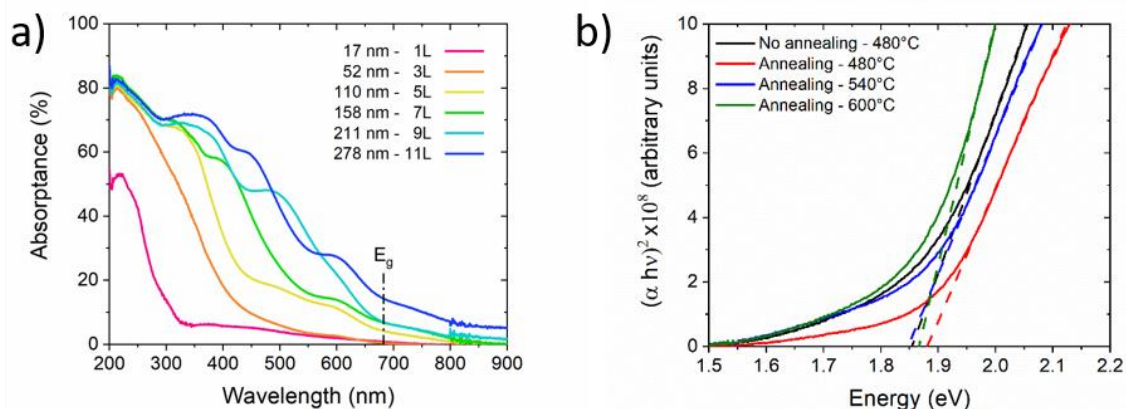 a)
100
80
60
40
20
0
Absorptance (%)
17 nm - 1L
52 nm - 3L
110 nm - 5L
158 nm - 7L
211 nm - 9L
278 nm - 11L
Eg
200 300 400 500 600 700 800 900
Wavelength (nm)
b)
10
8
6
4
2
0
(α hν)² x10⁸ (arbitrary units)
No annealing - 480°C
Annealing - 480°C
Annealing - 540°C
Annealing - 600°C
1.5 1.6 1.7 1.8 1.9 2.0 2.1 2.2
Energy (eV)